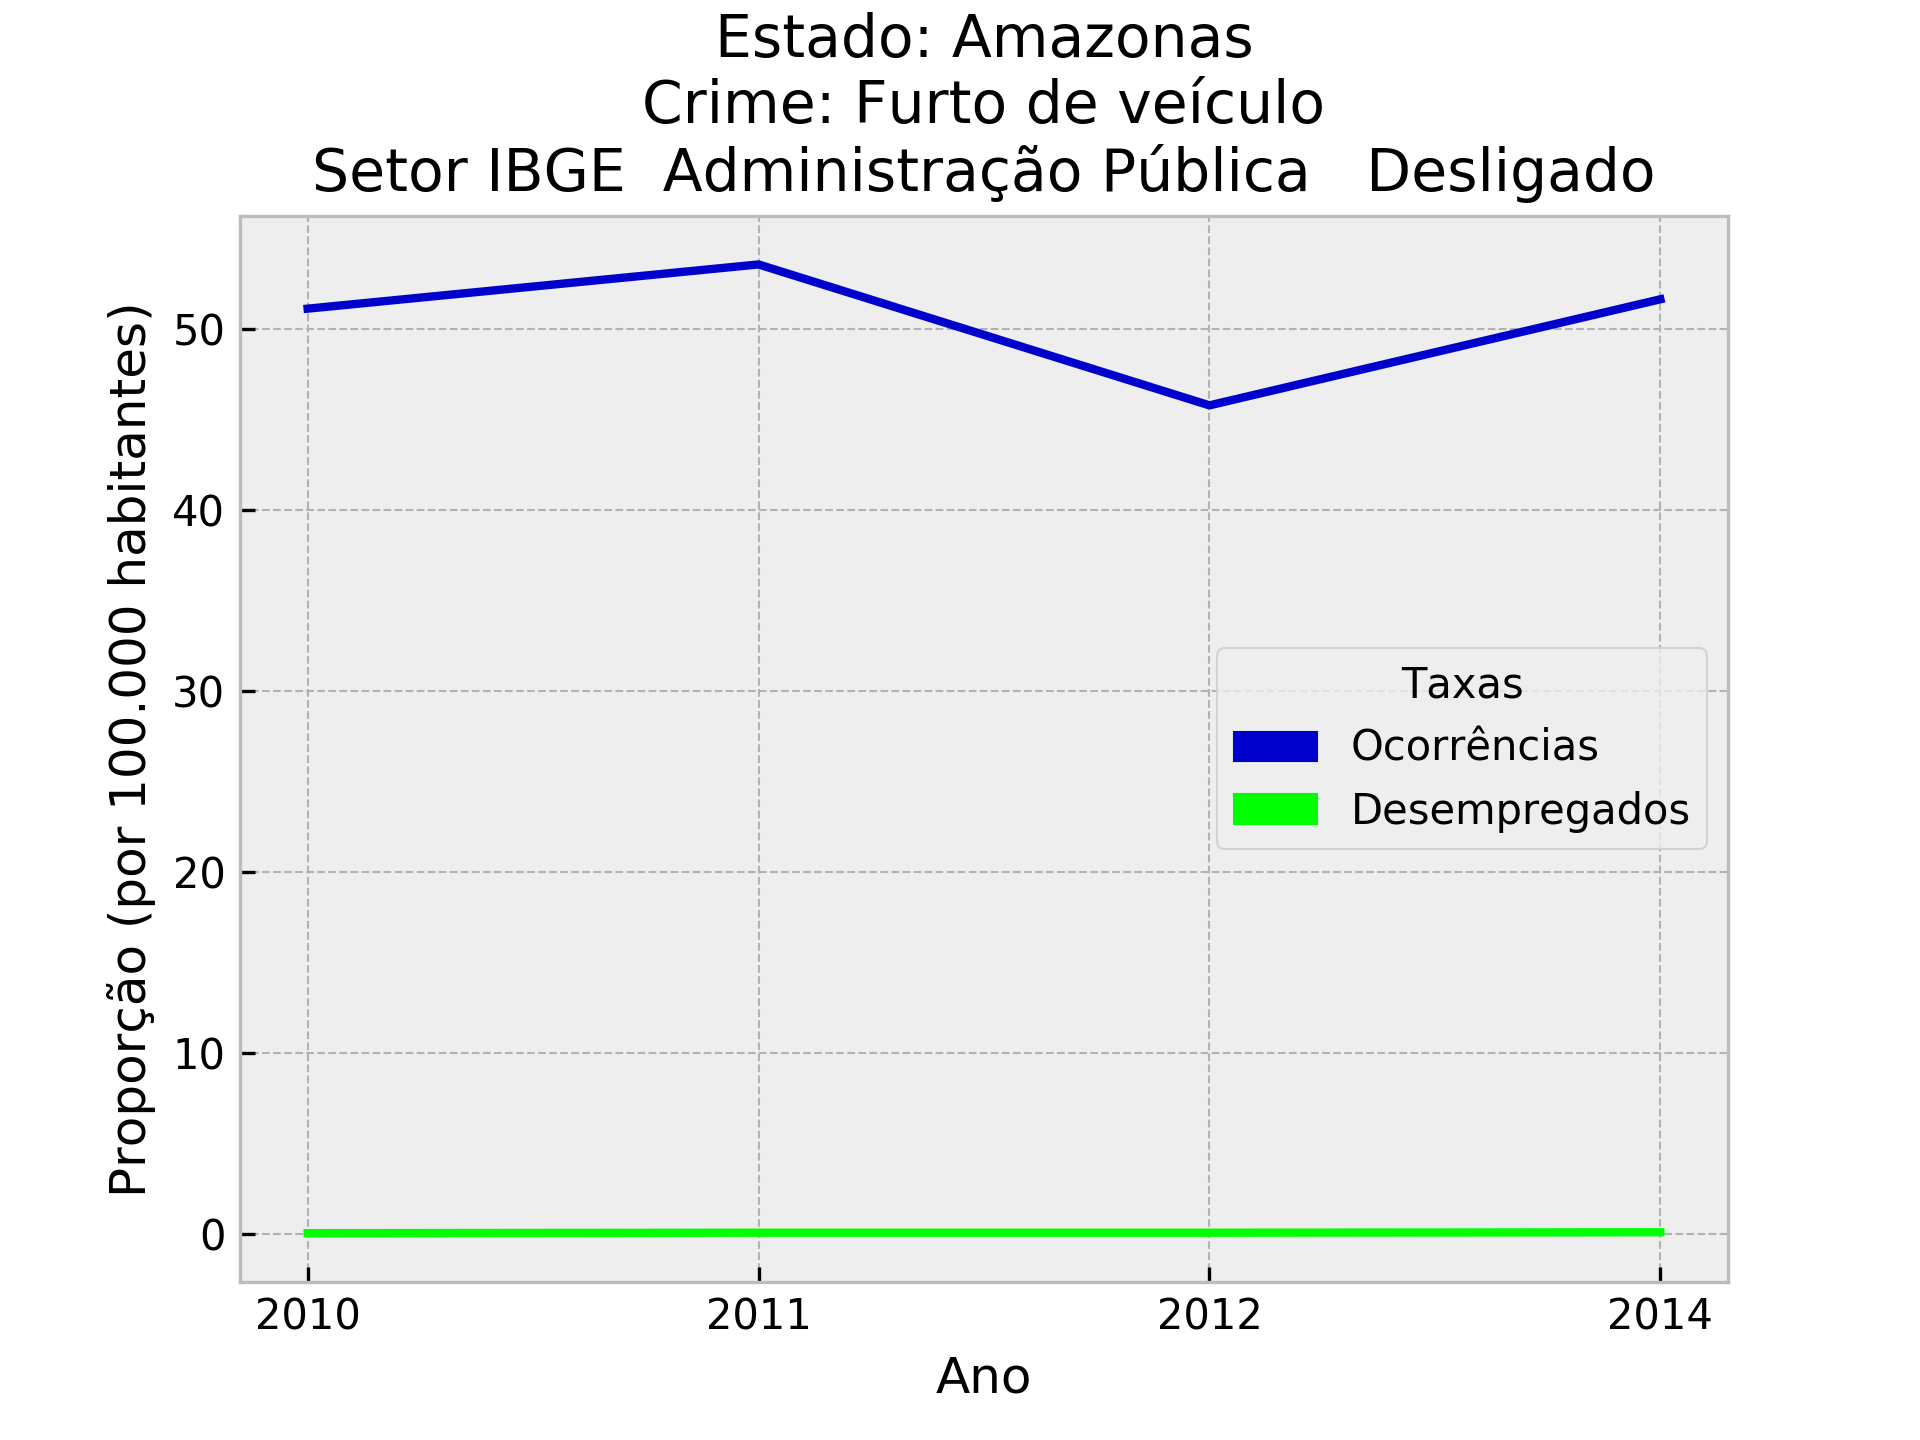 Estado: Amazonas
Crime: Furto de veículo
Setor IBGE  Administração Pública   Desligado
Proporção (por 100.000 habitantes)
50
40
30
20
10
0
Taxas
Ocorrências
Desempregados
2010 2011 2012 2014
Ano